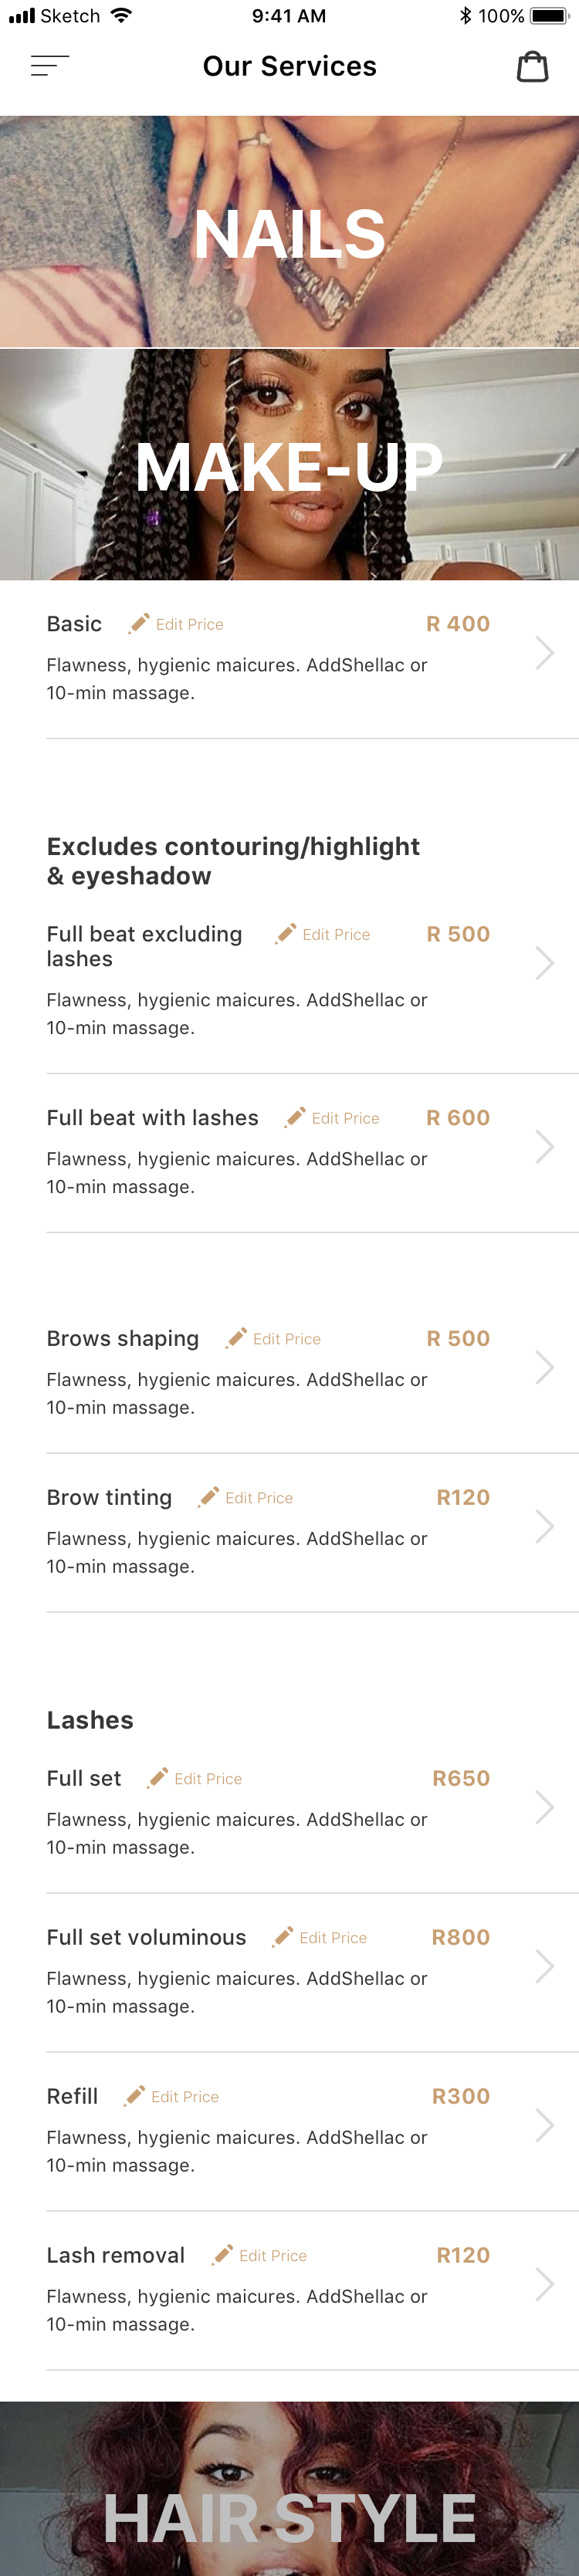 Sketch 9:41 AM 100%
Our Services
NAILS
MAKE-UP
Basic Edit Price R 400
Flawness, hygienic maicures. AddShellac or
10-min massage.
Excludes contouring/highlight
& eyeshadow
Full beat excluding Edit Price R 500
lashes
Flawness, hygienic maicures. AddShellac or
10-min massage.
Full beat with lashes Edit Price R 600
Flawness, hygienic maicures. AddShellac or
10-min massage.
Brows shaping Edit Price R 500
Flawness, hygienic maicures. AddShellac or
10-min massage.
Brow tinting Edit Price R120
Flawness, hygienic maicures. AddShellac or
10-min massage.
Lashes
Full set Edit Price R650
Flawness, hygienic maicures. AddShellac or
10-min massage.
Full set voluminous Edit Price R800
Flawness, hygienic maicures. AddShellac or
10-min massage.
Refill Edit Price R300
Flawness, hygienic maicures. AddShellac or
10-min massage.
Lash removal Edit Price R120
Flawness, hygienic maicures. AddShellac or
10-min massage.
HAIR STYLE